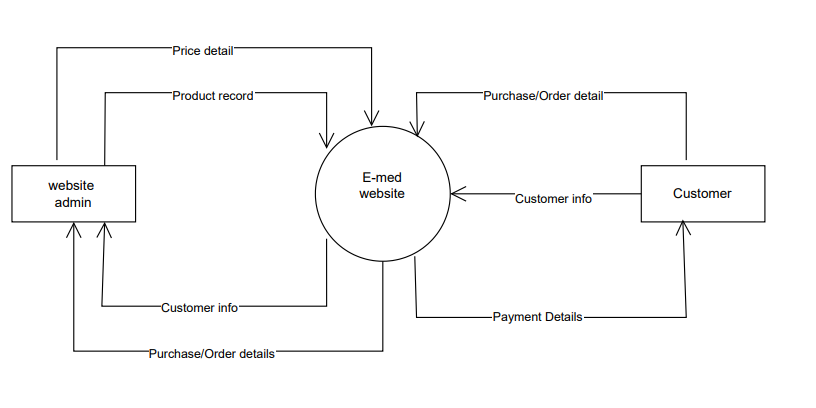 Price detail
Product record
Purchase/Order detail
E-med
website
website
admin
Customer info
Customer
Customer info
Payment Details
Purchase/Order details